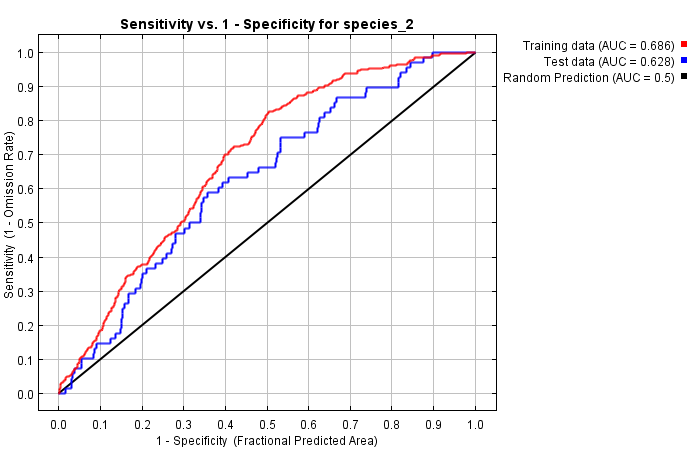 Sensitivity vs. 1 - Specificity for species_2
Training data (AUC = 0.686)
Test data (AUC = 0.628)
Random Prediction (AUC = 0.5)
Sensitivity (1 - Omission Rate)
1.0
0.9
0.8
0.7
0.6
0.5
0.4
0.3
0.2
0.1
0.0
0.0 0.1 0.2 0.3 0.4 0.5 0.6 0.7 0.8 0.9 1.0
1 - Specificity (Fractional Predicted Area)